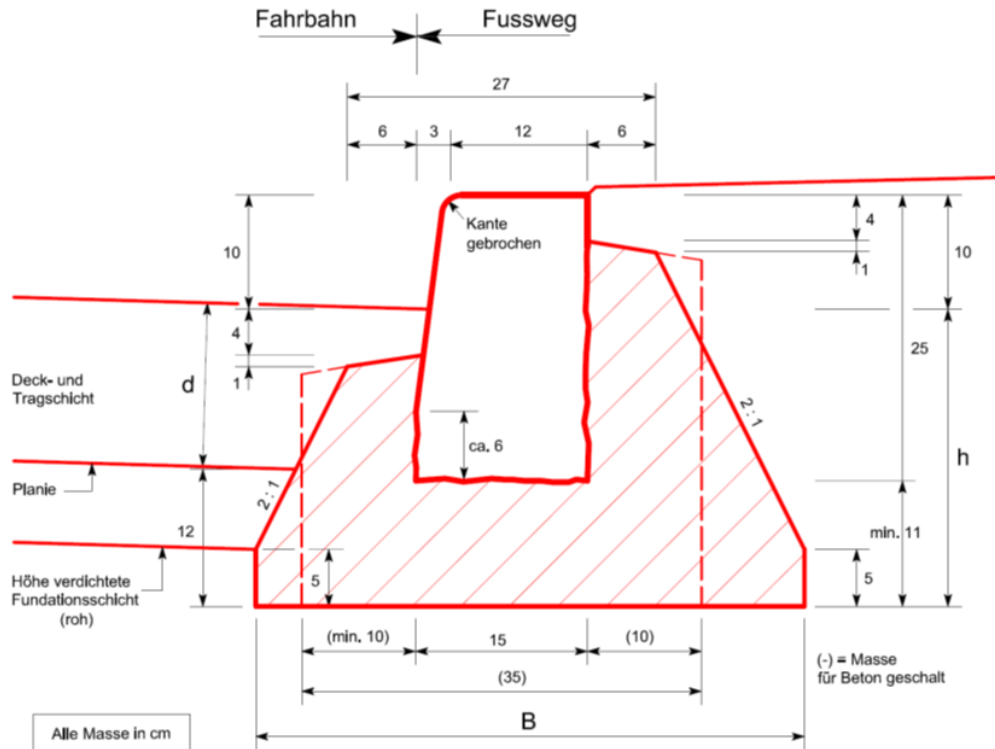 Fahrbahn
Fussweg
27
6
3
12
6
Kante
gebrochen
10
4
1
4
1
10
25
d
h
Deck- und
Tragschicht
Planie
ca. 6
2 : 1
2 : 1
12
min. 11
5
5
Höhe verdichtete
Fundationsschicht
(roh)
(min. 10)
15
(10)
(35)
B
(-) = Masse
für Beton geschalt
Alle Masse in cm